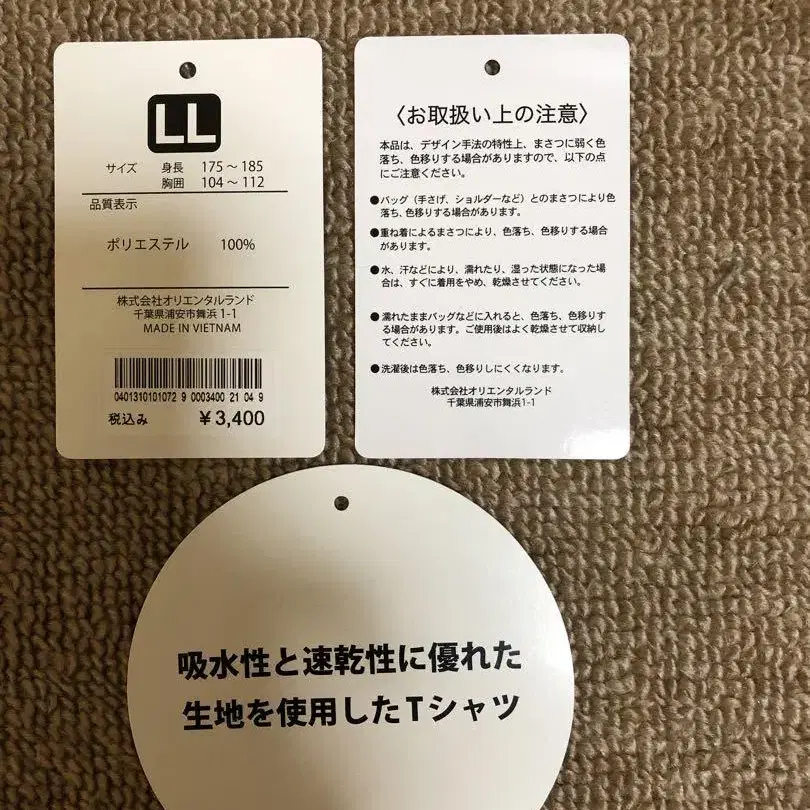 LL
サイズ 身長 175～185
胸囲 104～112
品質表示
ポリエステル 100%
株式会社オリエンタルランド
千葉県浦安市舞浜1-1
MADE IN VIETNAM
0401310101072 9 0003400 21 04 9
税込み ￥3,400
〈お取扱い上の注意〉
本品は、デザイン手法の特性上、まさつに弱く色
落ち、色移りする場合がありますので、以下の点
にご注意ください。
●バッグ（手さげ、ショルダーなど）とのまさつにより色
落ち、色移りする場合があります。
●重ね着によるまさつにより、色落ち、色移りする場合
があります。
●水、汗などにより、濡れたり、湿った状態になった場
合は、すぐに着用をやめ、乾燥させてください。
●濡れたままバッグなどに入れると、色落ち、色移りす
る場合があります。ご使用後はよく乾燥させて収納し
てください。
●洗濯後は色落ち、色移りしにくくなります。
株式会社オリエンタルランド
千葉県浦安市舞浜1-1
吸水性と速乾性に優れた
生地を使用したTシャツ